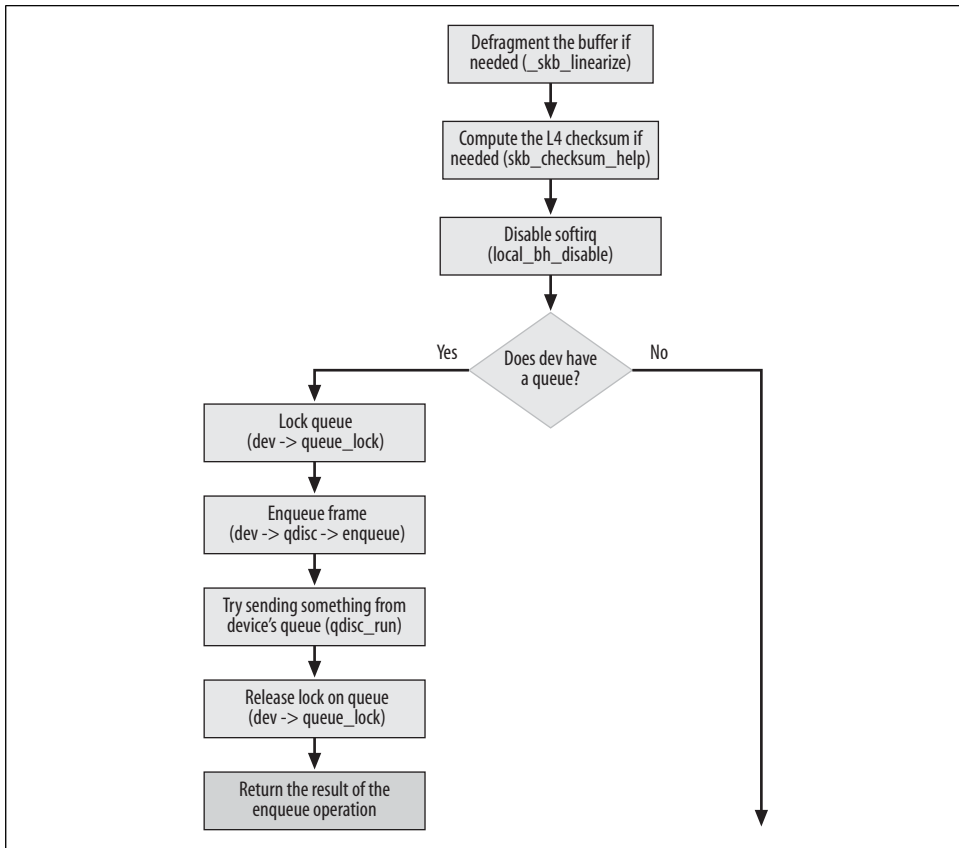 Defragment the buffer if
needed (_skb_linearize)
Compute the L4 checksum if
needed (skb_checksum_help)
Disable softirq
(local_bh_disable)
Does dev have
a queue?
Yes
No
Lock queue
(dev -> queue_lock)
Enqueue frame
(dev -> qdisc -> enqueue)
Try sending something from
device's queue (qdisc_run)
Release lock on queue
(dev -> queue_lock)
Return the result of the
enqueue operation